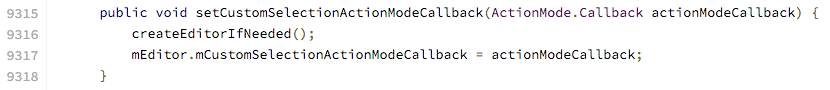 9315 public void setCustomSelectionActionModeCallback(ActionMode.Callback actionModeCallback) {
9316 createEditorIfNeeded();
9317 mEditor.mCustomSelectionActionModeCallback = actionModeCallback;
9318 }